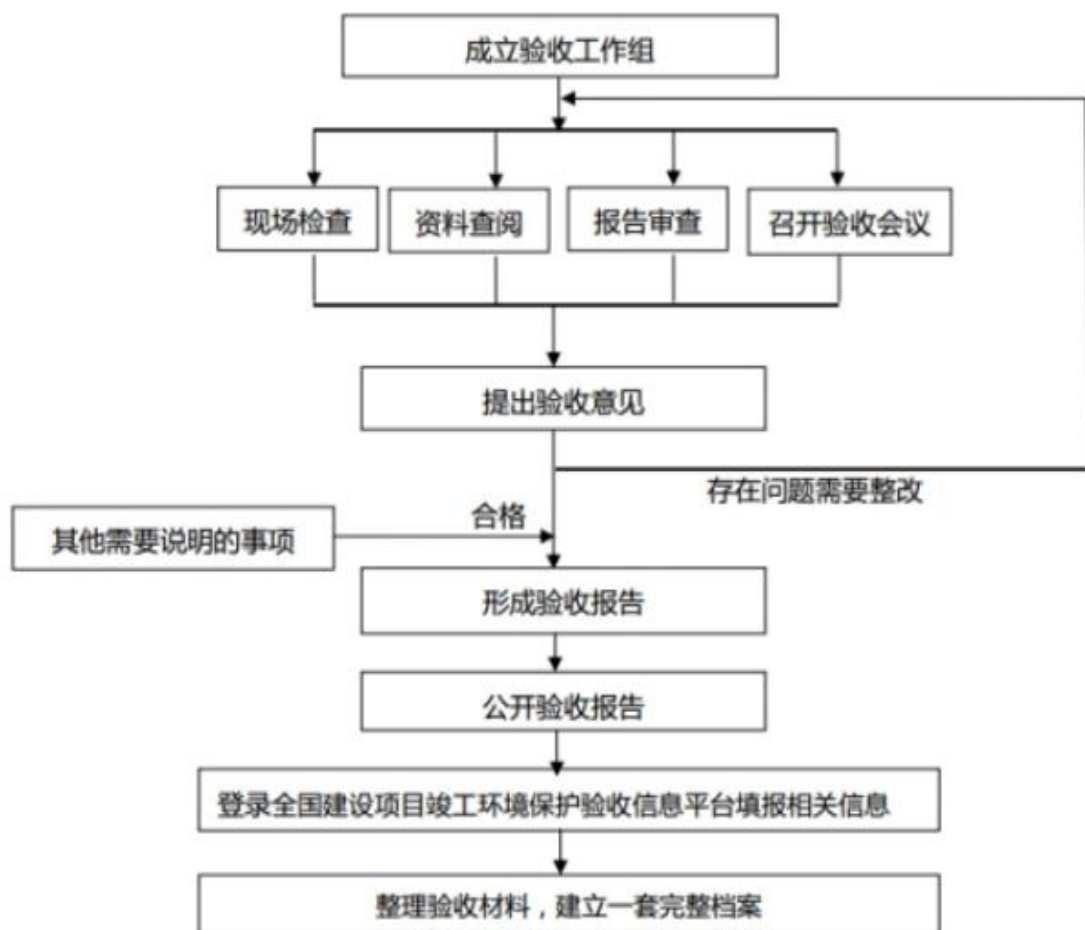 成立验收工作组
现场检查
资料查阅
报告审查
召开验收会议
提出验收意见
存在问题需要整改
合格
其他需要说明的事项
形成验收报告
公开验收报告
登录全国建设项目竣工环境保护验收信息平台填报相关信息
整理验收材料，建立一套完整档案